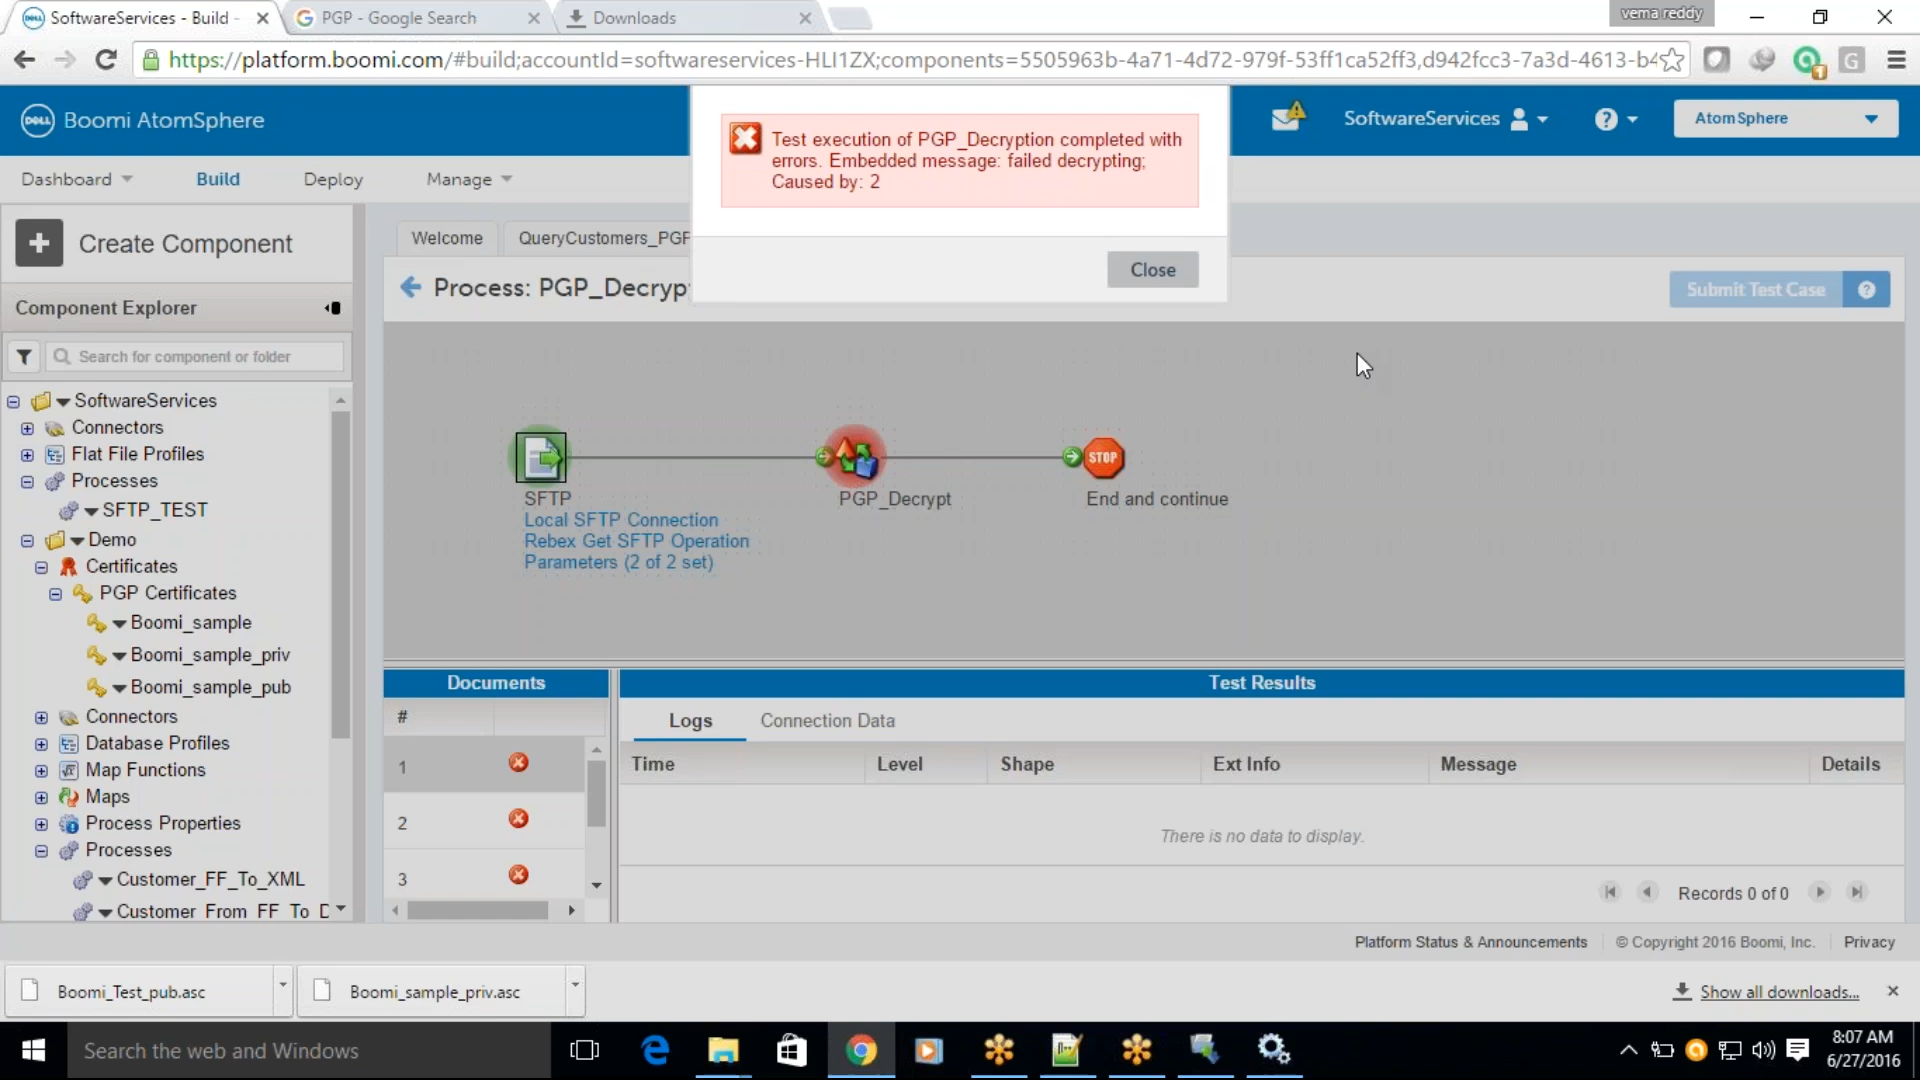 SoftwareServices - Build -
PGP - Google Search
Downloads
vema reddy
https://platform.boomi.com/#build;accountId=softwareservices-HLI1ZX;components=5505963b-4a71-4d72-979f-53ff1ca52ff3,d942fcc3-7a3d-4613-b4
DELL
Boomi AtomSphere
SoftwareServices
AtomSphere
Test execution of PGP_Decryption completed with
errors. Embedded message: failed decrypting;
Caused by: 2
Close
Dashboard
Build
Deploy
Manage
Create Component
Welcome
QueryCustomers_PGP
Component Explorer
Process: PGP_Decryp
Submit Test Case
Search for component or folder
SoftwareServices
Connectors
Flat File Profiles
Processes
SFTP_TEST
Demo
Certificates
PGP Certificates
Boomi_sample
Boomi_sample_priv
Boomi_sample_pub
Connectors
Database Profiles
Map Functions
Maps
Process Properties
Processes
Customer_FF_To_XML
Customer_From_FF_To_D
SFTP
Local SFTP Connection
Rebex Get SFTP Operation
Parameters (2 of 2 set)
PGP_Decrypt
STOP
End and continue
Documents
#
1
2
3
Test Results
Logs
Connection Data
Time
Level
Shape
Ext Info
Message
Details
There is no data to display.
Records 0 of 0
Platform Status & Announcements
© Copyright 2016 Boomi, Inc.
Privacy
Boomi_Test_pub.asc
Boomi_sample_priv.asc
Show all downloads...
Search the web and Windows
8:07 AM
6/27/2016